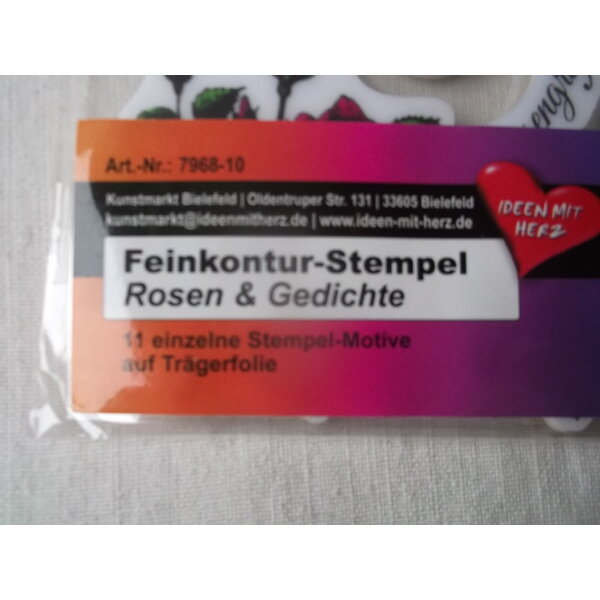 Art.-Nr.: 7968-10
Kunstmarkt Bielefeld | Oldentruper Str. 131 | 33605 Bielefeld
kunstmarkt@ideenmitherz.de | www.ideen-mit-herz.de
IDEEN MIT
HERZ
Feinkontur-Stempel
Rosen & Gedichte
11 einzelne Stempel-Motive
auf Trägerfolie